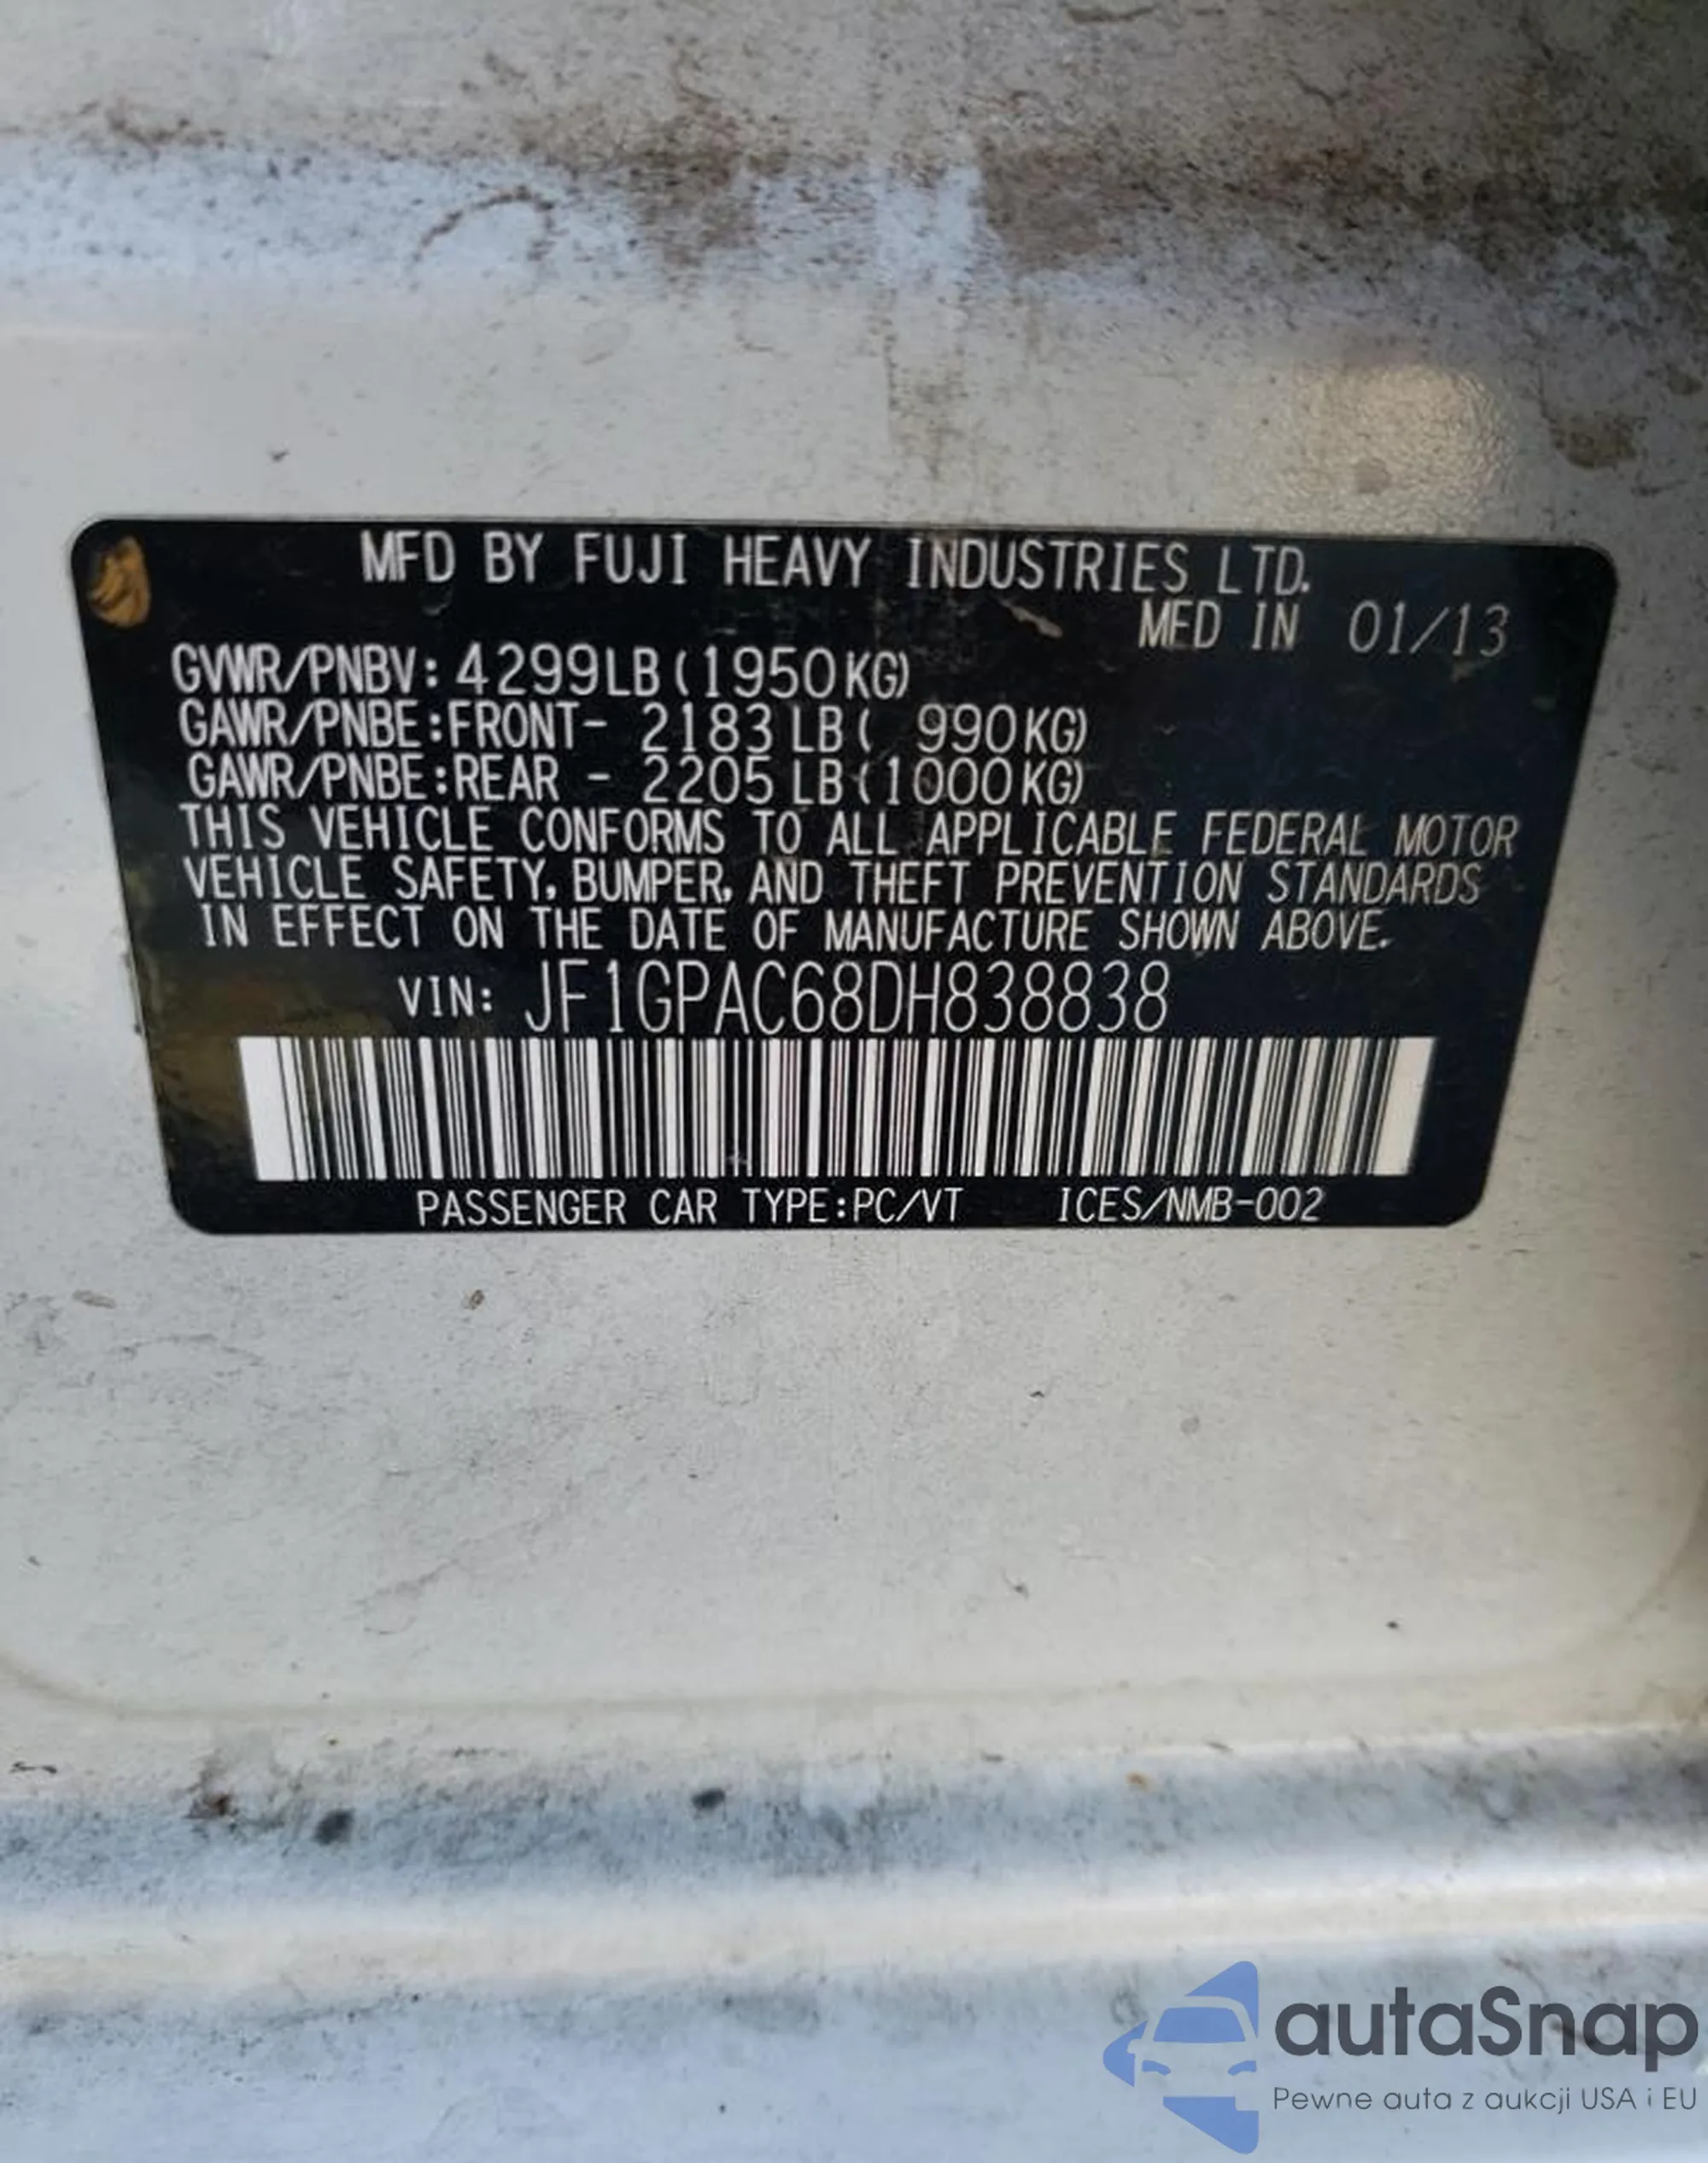 MFD BY FUJI HEAVY INDUSTRIES LTD.
MFD IN 01/13
GVWR/PNBV: 4299LB(1950KG)
GAWR/PNBE:FRONT- 2183LB( 990KG)
GAWR/PNBE:REAR - 2205LB(1000KG)
THIS VEHICLE CONFORMS TO ALL APPLICABLE FEDERAL MOTOR
VEHICLE SAFETY, BUMPER, AND THEFT PREVENTION STANDARDS
IN EFFECT ON THE DATE OF MANUFACTURE SHOWN ABOVE.
VIN: JF1GPAC68DH838838
PASSENGER CAR TYPE:PC/VT ICES/NMB-002
autaSnap
Pewne auta z aukcji USA i EU